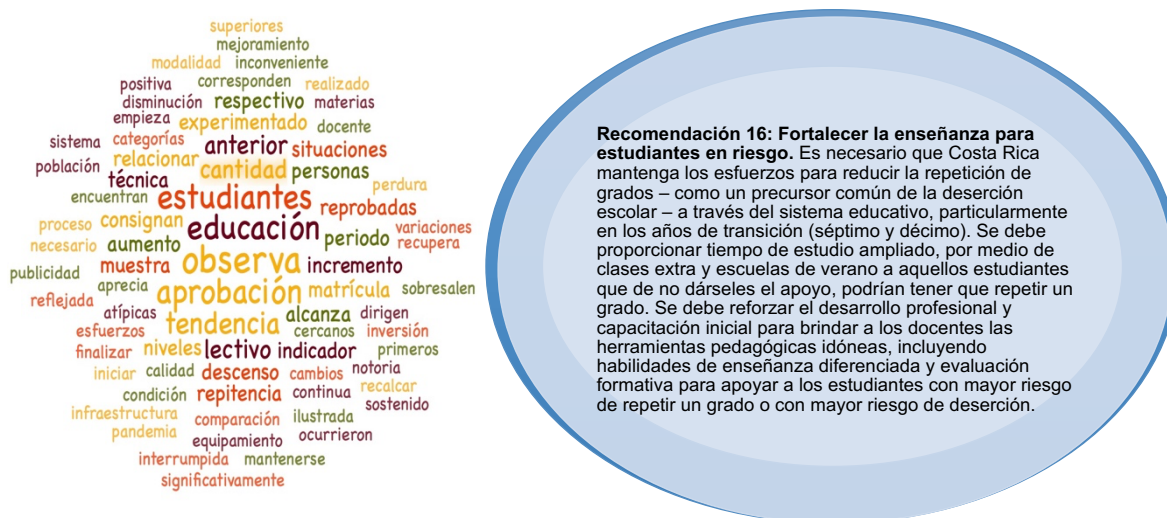 superiores
mejoramiento
modalidad inconveniente
positiva corresponden realizado
disminución respectivo materias
empieza experimentado docente
sistema categorías anterior situaciones
población relacionar cantidad personas
técnica perdura
encuentran estudiantes reprobadas
proceso consignan educación variaciones
necesario aumento periodo recupera
publicidad muestra observa incremento
aprecia aprobación matrícula sobresalen
reflejada
atípicas tendencia alcanza dirigen
esfuerzos cercanos inversión
finalizar niveles lectivo indicador primeros
iniciar calidad descenso cambios notoria
condición repitencia continua recalcar
infraestructura comparación ilustrada sostenido
pandemia equipamiento ocurrieron
interrumpida mantenerse
significativamente
Recomendación 16: Fortalecer la enseñanza para
estudiantes en riesgo. Es necesario que Costa Rica
mantenga los esfuerzos para reducir la repetición de
grados – como un precursor común de la deserción
escolar – a través del sistema educativo, particularmente
en los años de transición (séptimo y décimo). Se debe
proporcionar tiempo de estudio ampliado, por medio de
clases extra y escuelas de verano a aquellos estudiantes
que de no dárseles el apoyo, podrían tener que repetir un
grado. Se debe reforzar el desarrollo profesional y
capacitación inicial para brindar a los docentes las
herramientas pedagógicas idóneas, incluyendo
habilidades de enseñanza diferenciada y evaluación
formativa para apoyar a los estudiantes con mayor riesgo
de repetir un grado o con mayor riesgo de deserción.